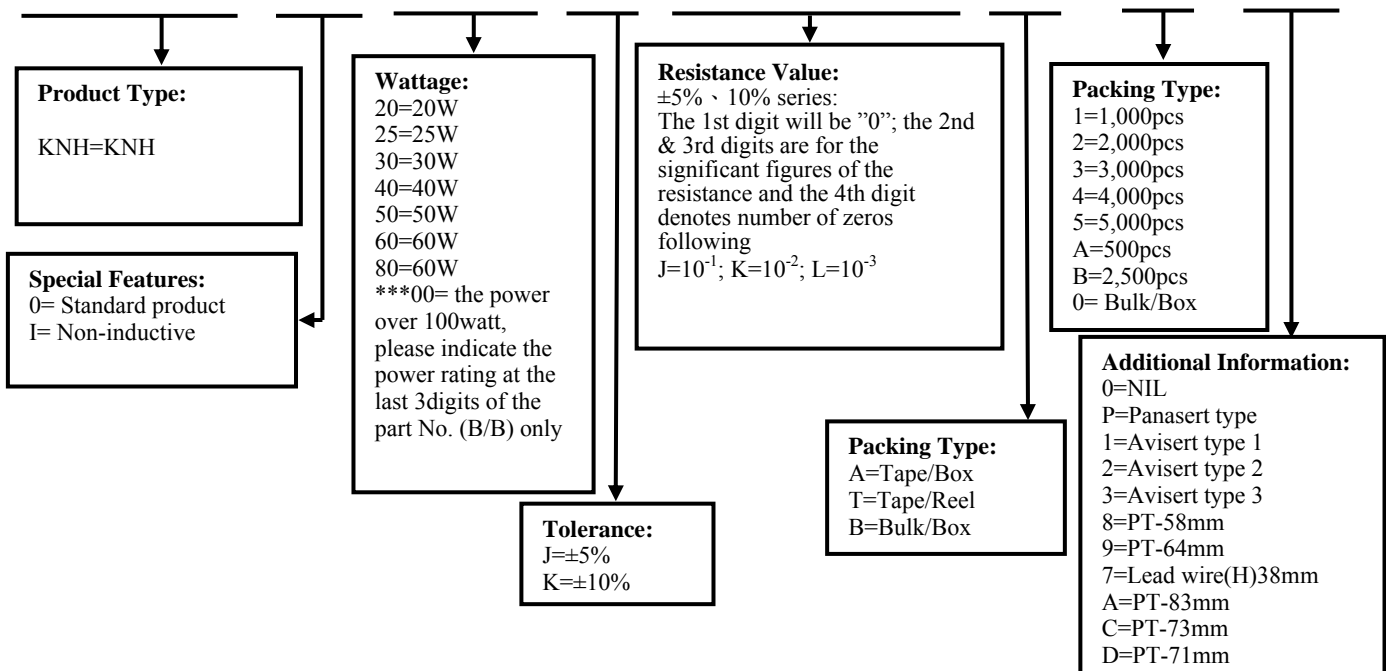 Product Type:
KNH=KNH
Special Features:
0= Standard product
I= Non-inductive
Wattage:
20=20W
25=25W
30=30W
40=40W
50=50W
60=60W
80=60W
***00= the power
over 100watt,
please indicate the
power rating at the
last 3digits of the
part No. (B/B) only
Tolerance:
J=±5%
K=±10%
Resistance Value:
±5%、10% series:
The 1st digit will be ”0”; the 2nd
& 3rd digits are for the
significant figures of the
resistance and the 4th digit
denotes number of zeros
following
J=10⁻¹; K=10⁻²; L=10⁻³
Packing Type:
A=Tape/Box
T=Tape/Reel
B=Bulk/Box
Packing Type:
1=1,000pcs
2=2,000pcs
3=3,000pcs
4=4,000pcs
5=5,000pcs
A=500pcs
B=2,500pcs
0= Bulk/Box
Additional Information:
0=NIL
P=Panasert type
1=Avisert type 1
2=Avisert type 2
3=Avisert type 3
8=PT-58mm
9=PT-64mm
7=Lead wire(H)38mm
A=PT-83mm
C=PT-73mm
D=PT-71mm